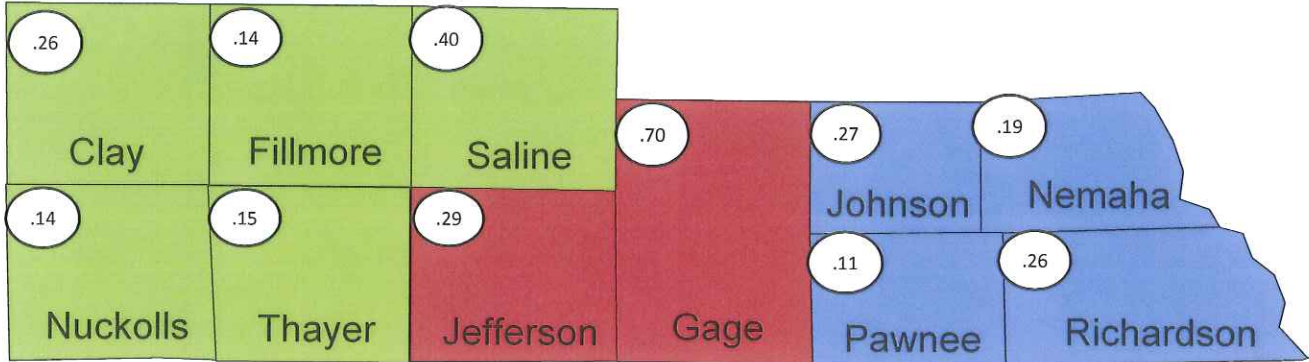 .26
.14
.40
Clay
Fillmore
Saline
.70
.27
.19
Johnson
Nemaha
.14
.15
.29
Nuckolls
Thayer
Jefferson
Gage
.11
.26
Pawnee
Richardson